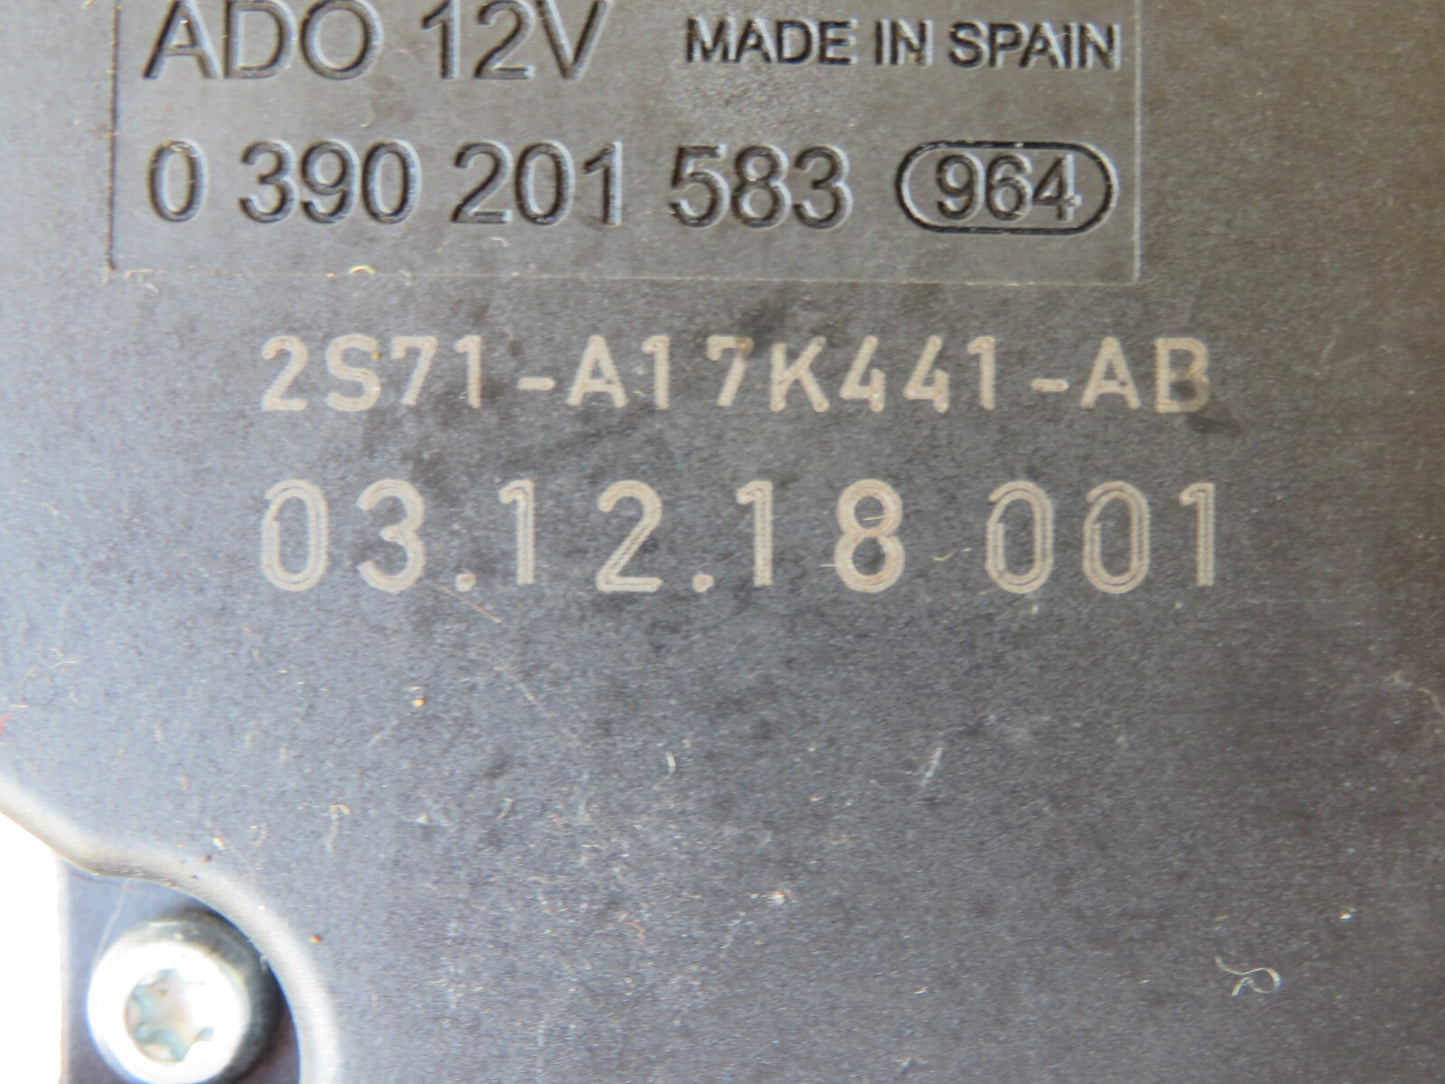 ADO 12V MADE IN SPAIN
0 390 201 583 964
2S71-A17K441-AB
03.12.18 001